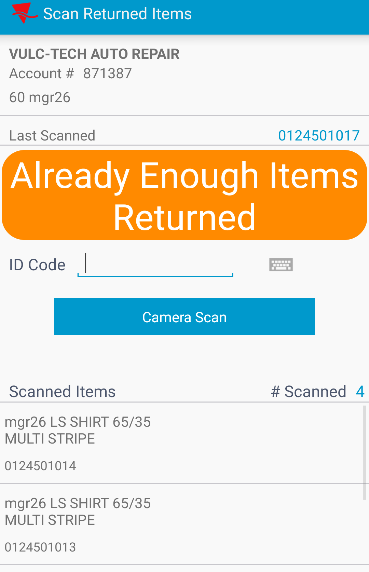 Scan Returned Items
VULC-TECH AUTO REPAIR
Account # 871387
60 mgr26
Last Scanned 0124501017
Already Enough Items
Returned
ID Code
Camera Scan
Scanned Items # Scanned 4
mgr26 LS SHIRT 65/35
MULTI STRIPE
0124501014
mgr26 LS SHIRT 65/35
MULTI STRIPE
0124501013